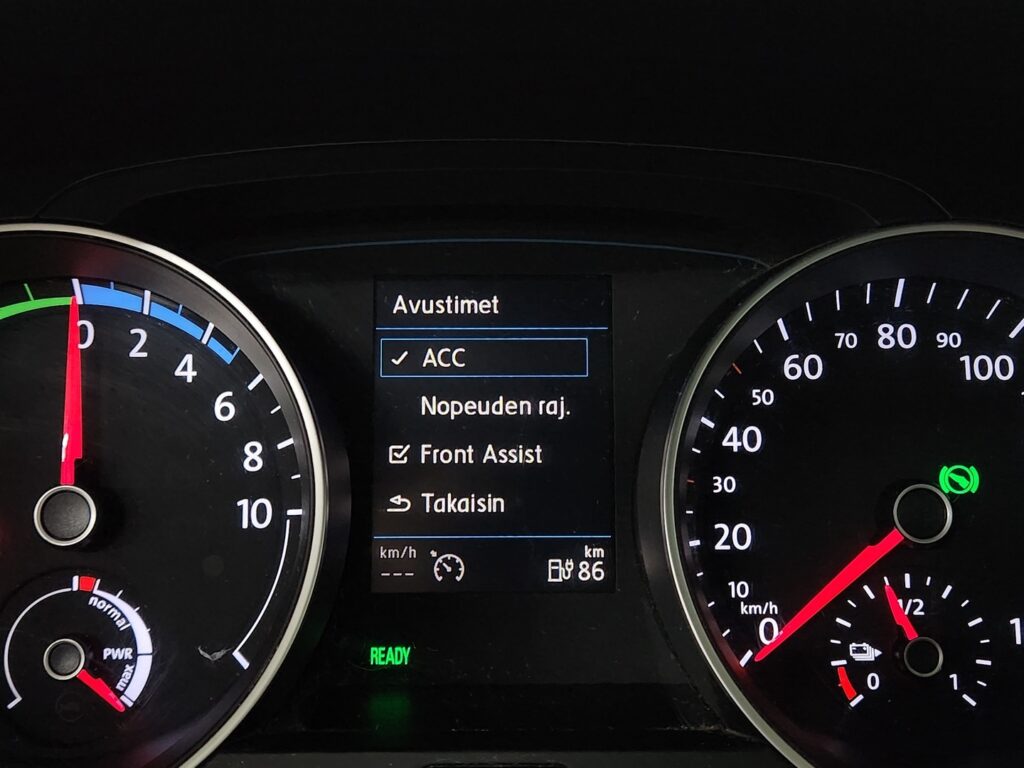 0
2
4
6
8
10
normal
PWR
max
Avustimet
ACC
Nopeuden raj.
Front Assist
Takaisin
km/h
---
km
86
READY
0
10
20
30
40
50
60
70
80
90
100
km/h
0
1/2
1